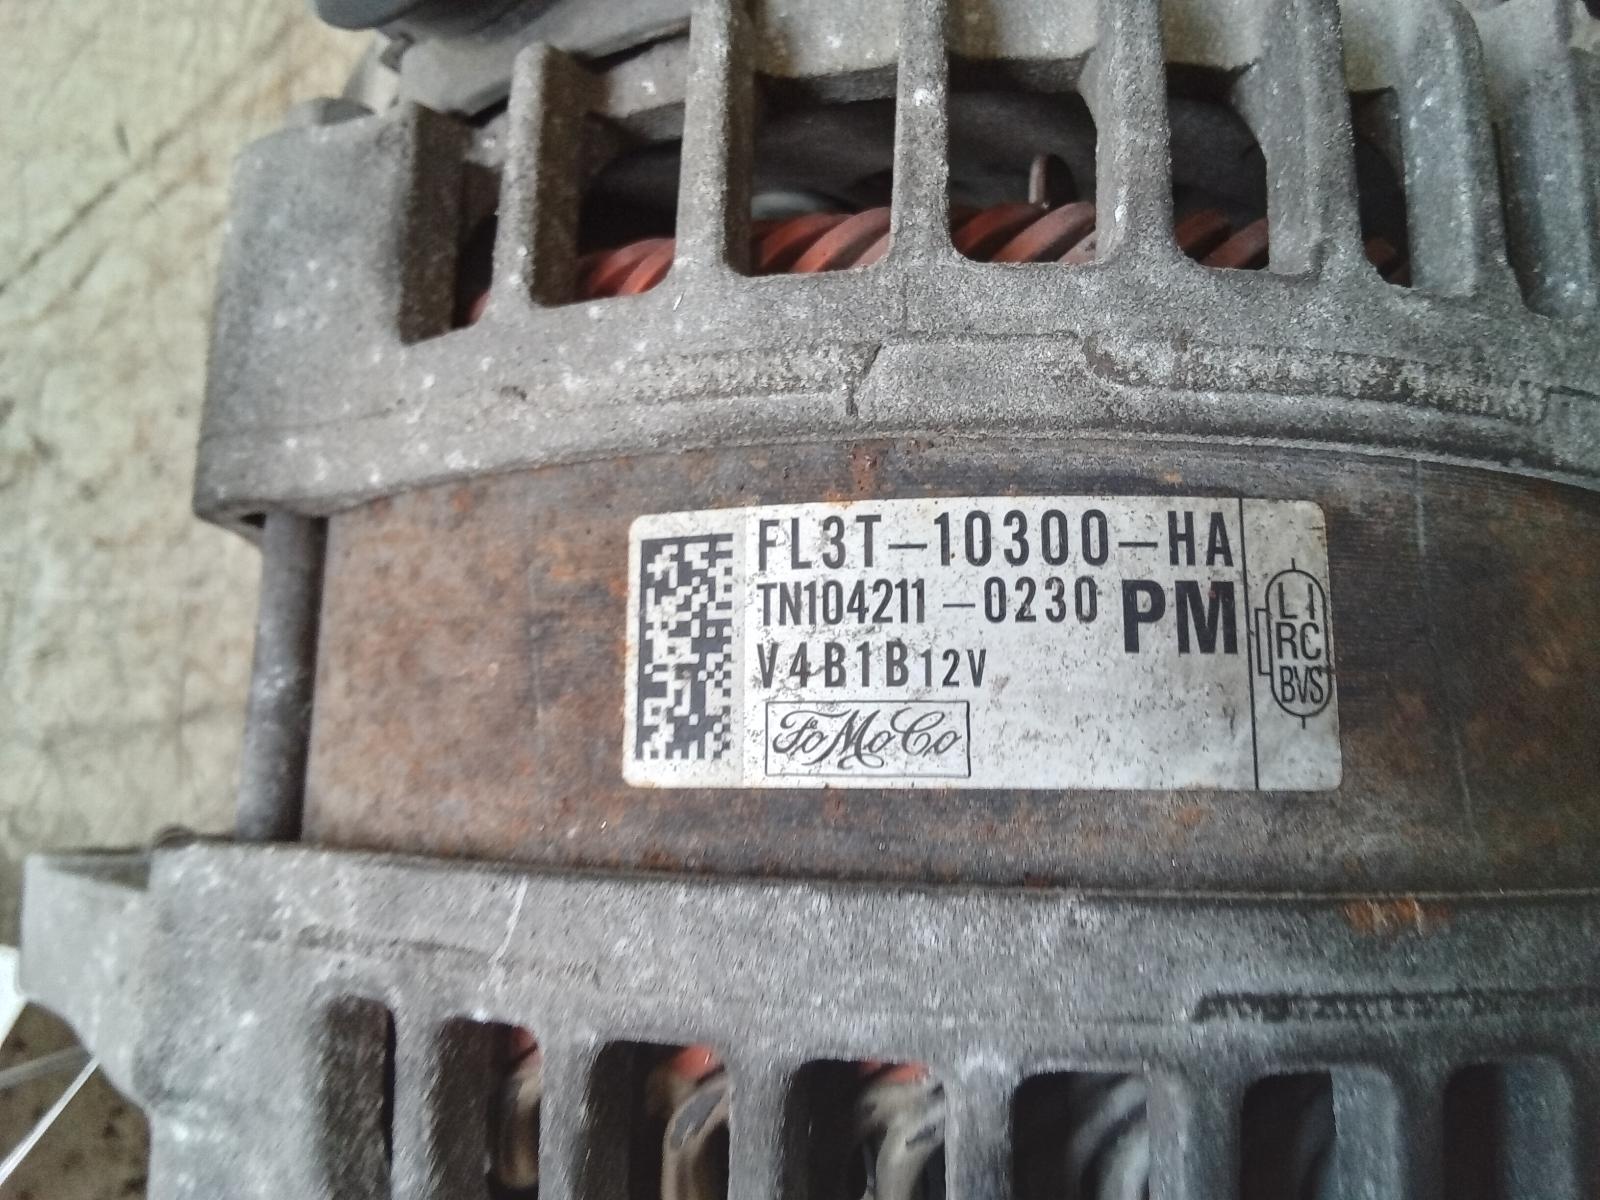 FL3T-10300-HA
TN104211-0230 PM
V4B1B12V
FoMoCo
LI
RC
BVS